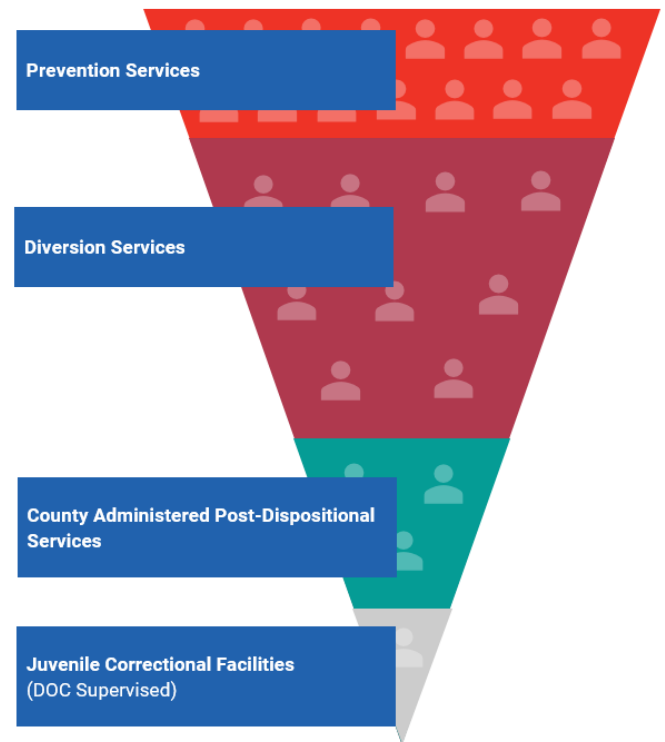 Prevention Services
Diversion Services
County Administered Post-Dispositional
Services
Juvenile Correctional Facilities
(DOC Supervised)